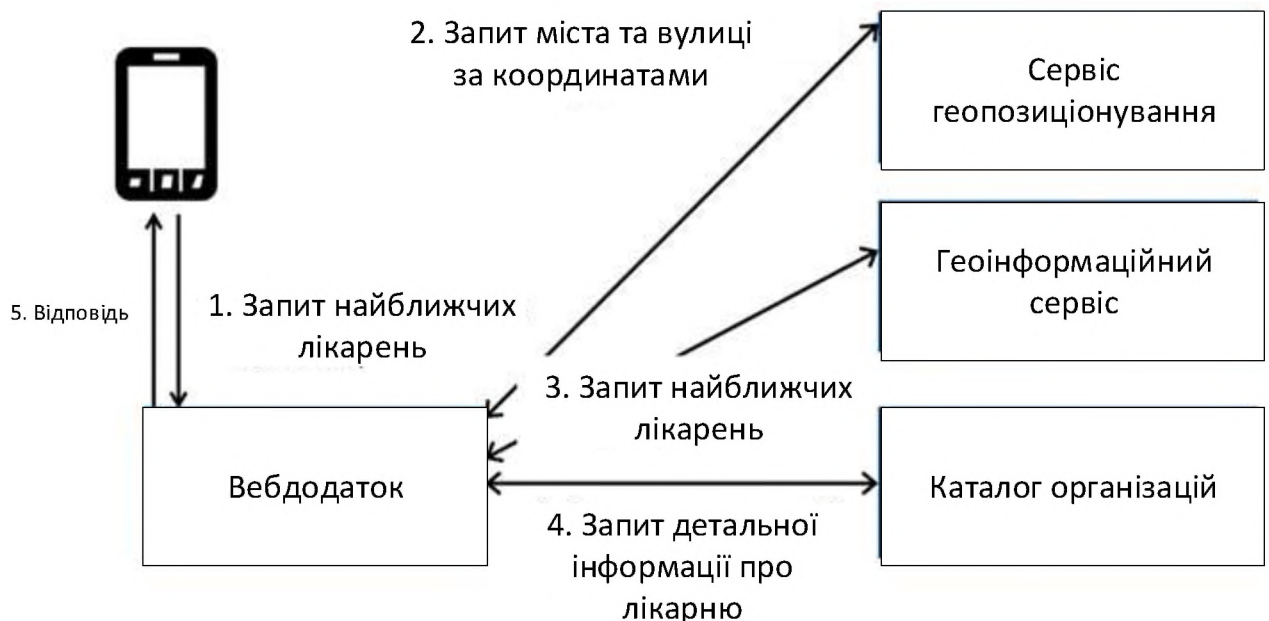 2. Запит міста та вулиці
за координатами
Сервіс
геопозиціонування
Геоінформаційний
сервіс
5. Відповідь
1. Запит найближчих
лікарень
3. Запит найближчих
лікарень
Вебдодаток
Каталог організацій
4. Запит детальної
інформації про
лікарню